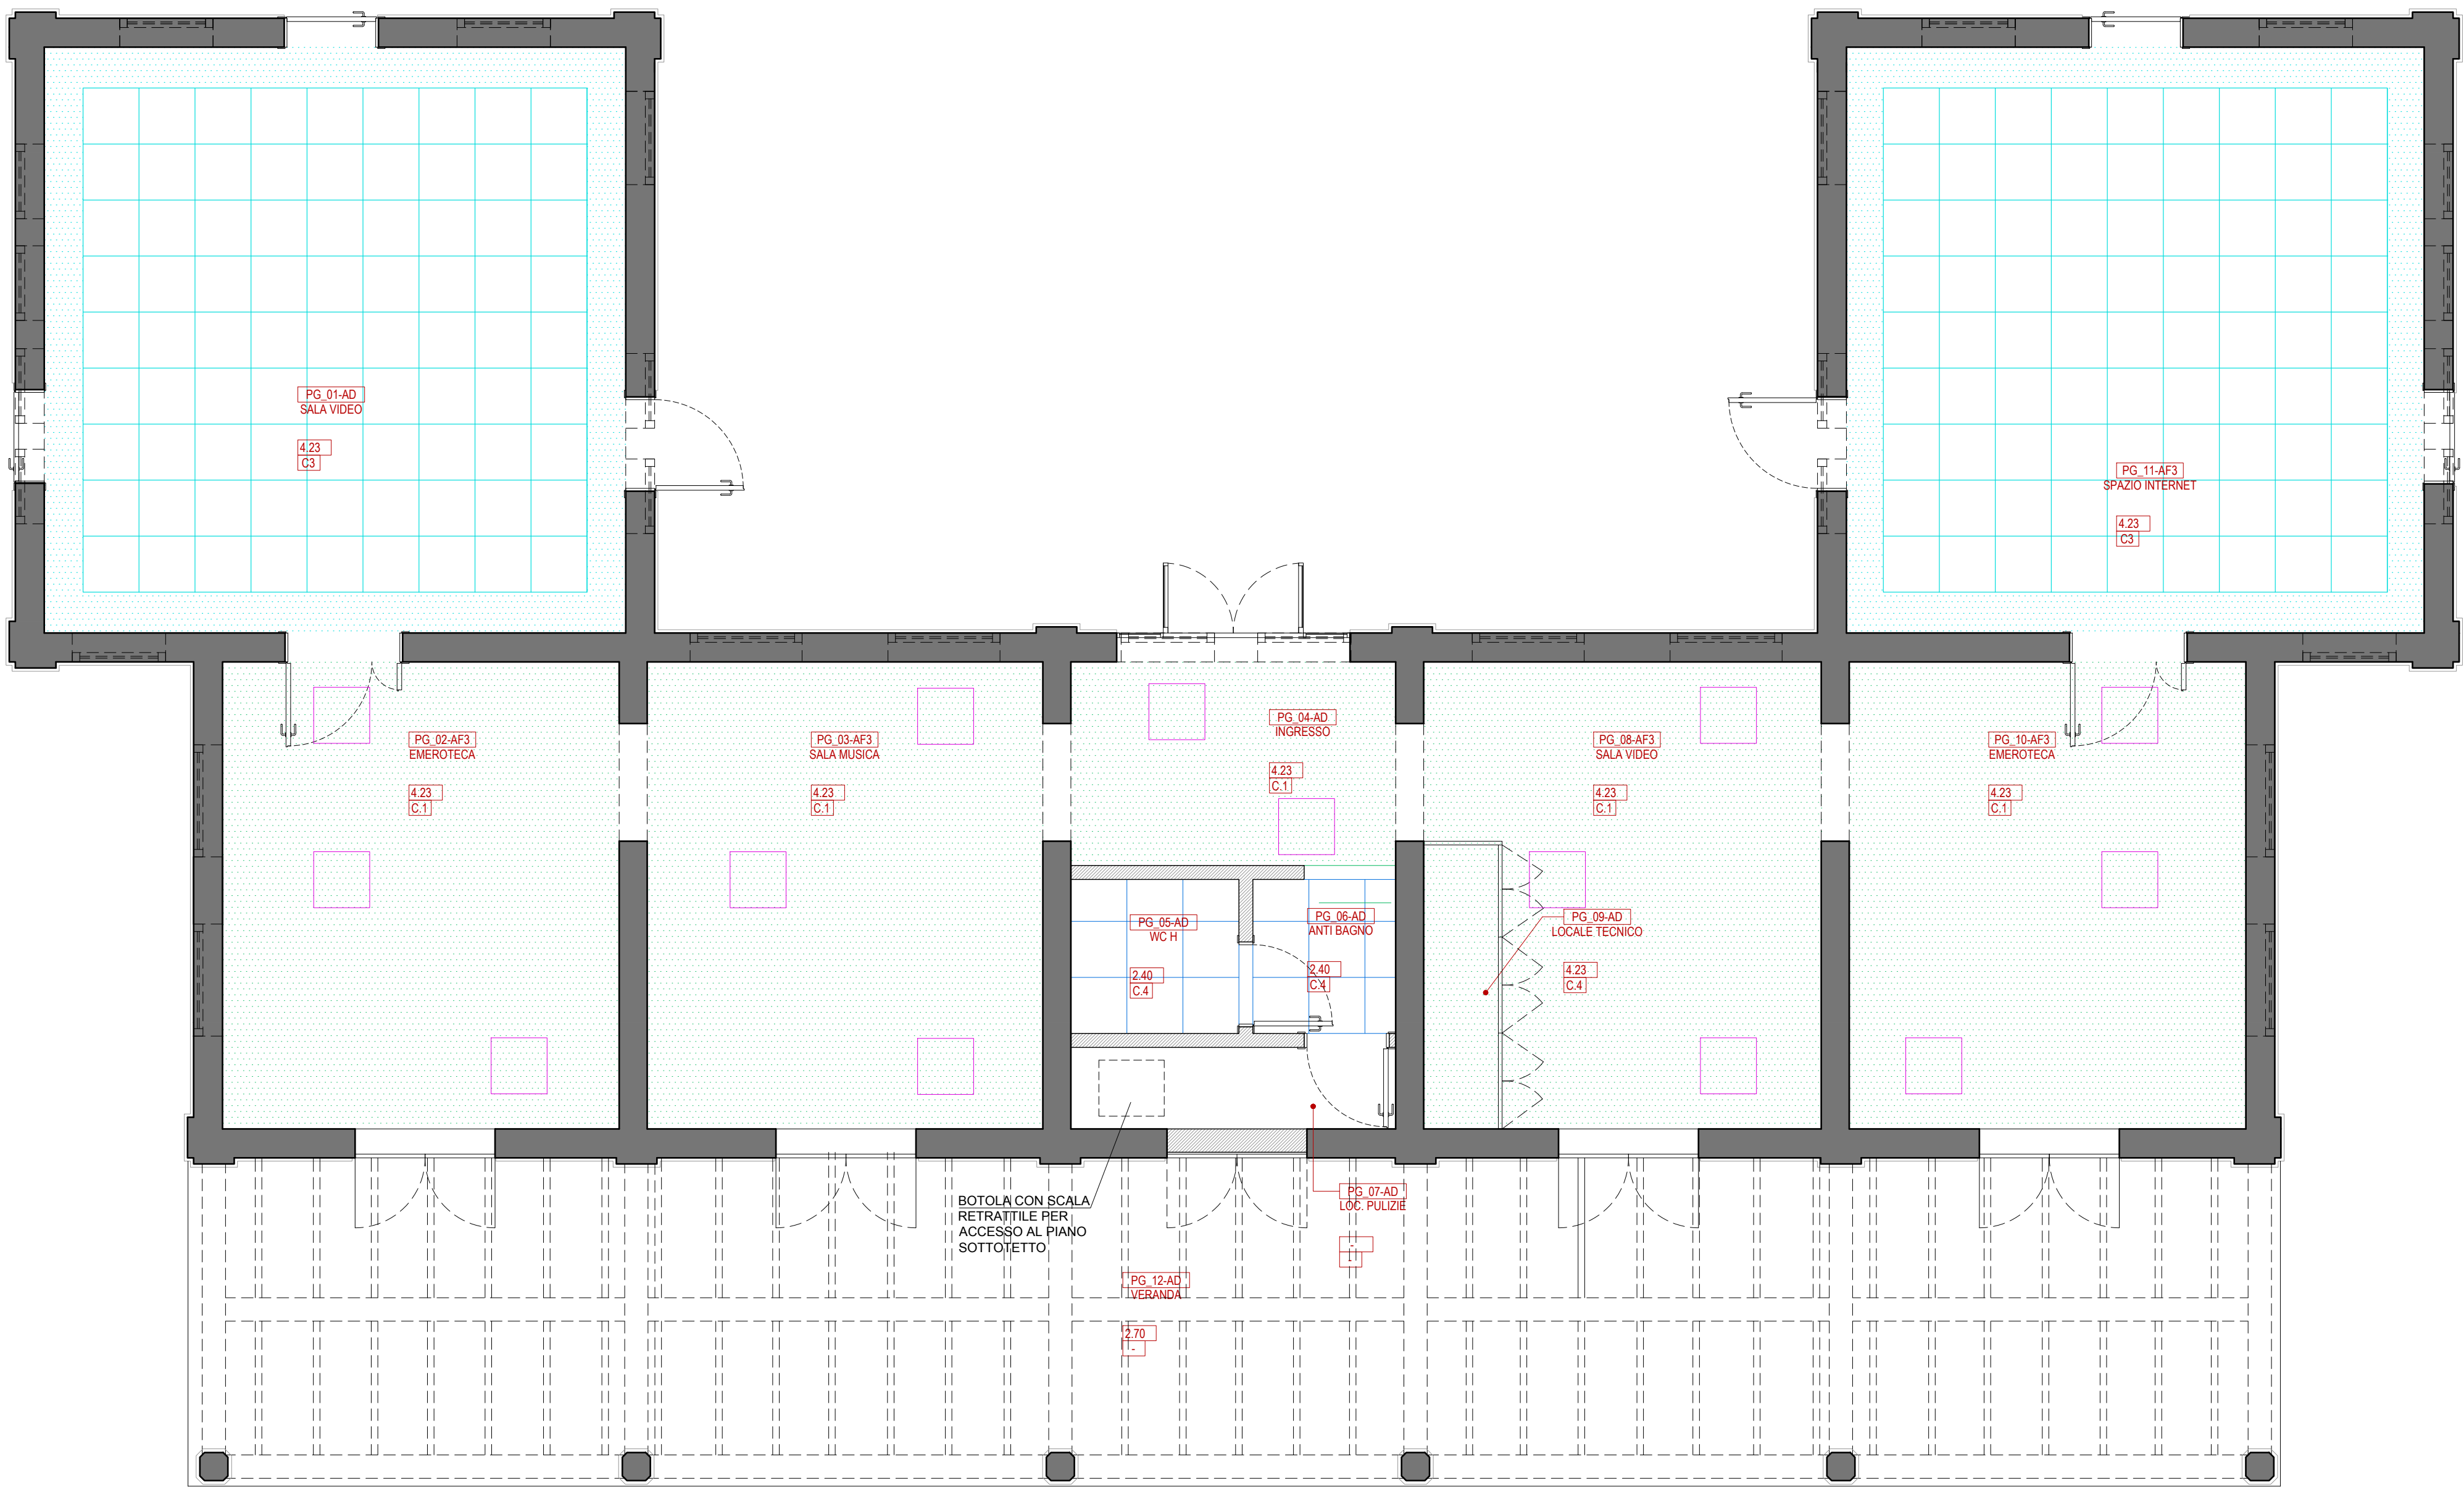 PG_01-AD
SALA VIDEO
4.23
C3
PG_11-AF3
SPAZIO INTERNET
4.23
C3
PG_02-AF3
EMEROTECA
4.23
C.1
PG_03-AF3
SALA MUSICA
4.23
C.1
PG_04-AD
INGRESSO
4.23
C.1
PG_08-AF3
SALA VIDEO
4.23
C.1
PG_10-AF3
EMEROTECA
4.23
C.1
PG_05-AD
WC H
2.40
C.4
PG_06-AD
ANTI BAGNO
2.40
C.4
PG_09-AD
LOCALE TECNICO
4.23
C.4
BOTOLA CON SCALA
RETRATTILE PER
ACCESSO AL PIANO
SOTTOTETTO
PG_07-AD
LOC. PULIZIE
-
-
PG_12-AD
VERANDA
2.70
-